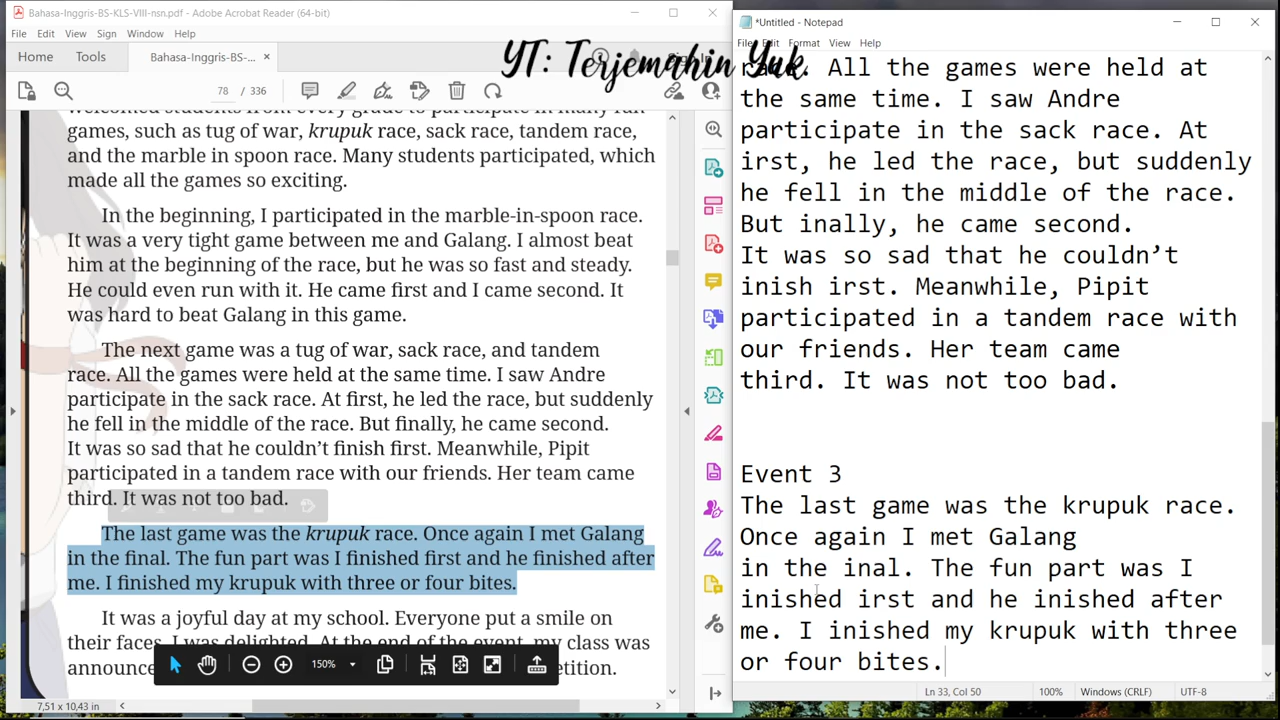 Bahasa-Inggris-BS-KLS-VIII-nsn.pdf - Adobe Acrobat Reader (64-bit)
File Edit View Sign Window Help
Home Tools Bahasa-Inggris-BS-...
78 / 336
YT: Terjemahin Yuk
games, such as tug of war, krupuk race, sack race, tandem race,
and the marble in spoon race. Many students participated, which
made all the games so exciting.
In the beginning, I participated in the marble-in-spoon race.
It was a very tight game between me and Galang. I almost beat
him at the beginning of the race, but he was so fast and steady.
He could even run with it. He came first and I came second. It
was hard to beat Galang in this game.
The next game was a tug of war, sack race, and tandem
race. All the games were held at the same time. I saw Andre
participate in the sack race. At first, he led the race, but suddenly
he fell in the middle of the race. But finally, he came second.
It was so sad that he couldn’t finish first. Meanwhile, Pipit
participated in a tandem race with our friends. Her team came
third. It was not too bad.
The last game was the krupuk race. Once again I met Galang
in the final. The fun part was I finished first and he finished after
me. I finished my krupuk with three or four bites.
It was a joyful day at my school. Everyone put a smile on
their faces. I was delighted. At the end of the event, my class was
150%
7,51 x 10,43 in
*Untitled - Notepad
File Edit Format View Help
race. All the games were held at
the same time. I saw Andre
participate in the sack race. At
irst, he led the race, but suddenly
he fell in the middle of the race.
But inally, he came second.
It was so sad that he couldn’t
inish irst. Meanwhile, Pipit
participated in a tandem race with
our friends. Her team came
third. It was not too bad.
Event 3
The last game was the krupuk race.
Once again I met Galang
in the inal. The fun part was I
inished irst and he inished after
me. I inished my krupuk with three
or four bites.
Ln 33, Col 50 100% Windows (CRLF) UTF-8